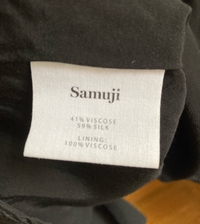 Samuji
41% VISCOSE
59% SILK
LINING:
100% VISCOSE